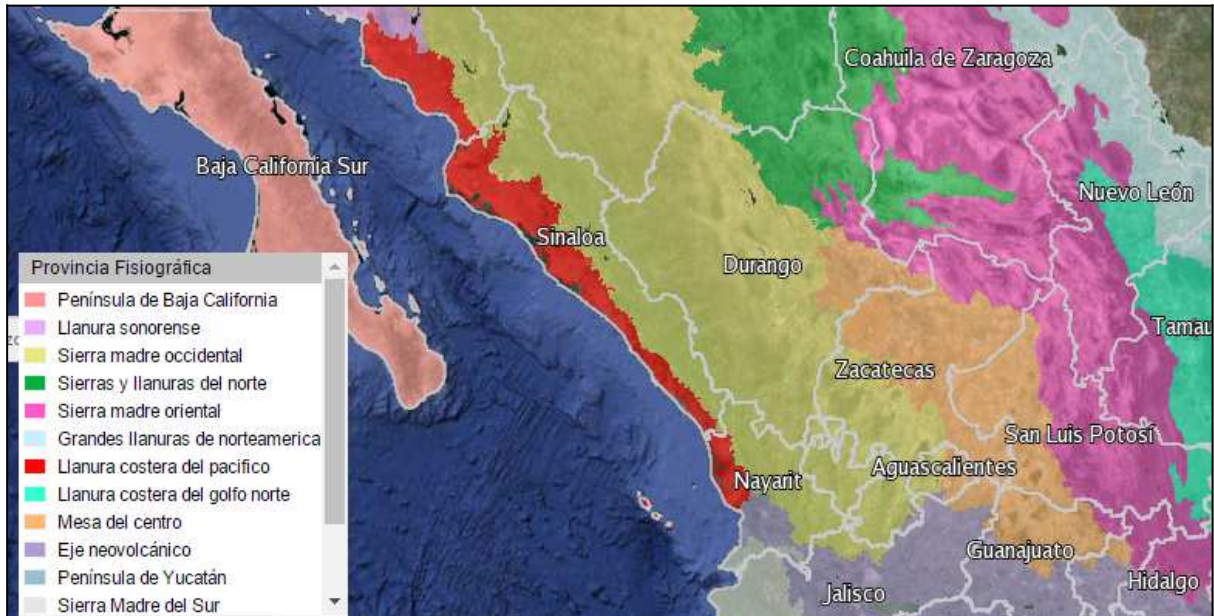 Coahuila de Zaragoza
Baja California Sur
Nuevo León
Sinaloa
Durango
Provincia Fisiográfica
Península de Baja California
Llanura sonorense
Sierra madre occidental
Sierras y llanuras del norte
Sierra madre oriental
Grandes llanuras de norteamerica
Llanura costera del pacifico
Llanura costera del golfo norte
Mesa del centro
Eje neovolcánico
Península de Yucatán
Sierra Madre del Sur
Tamau
Zacatecas
San Luis Potosí
Aguascalientes
Nayarit
Guanajuato
Hidalgo
Jalisco